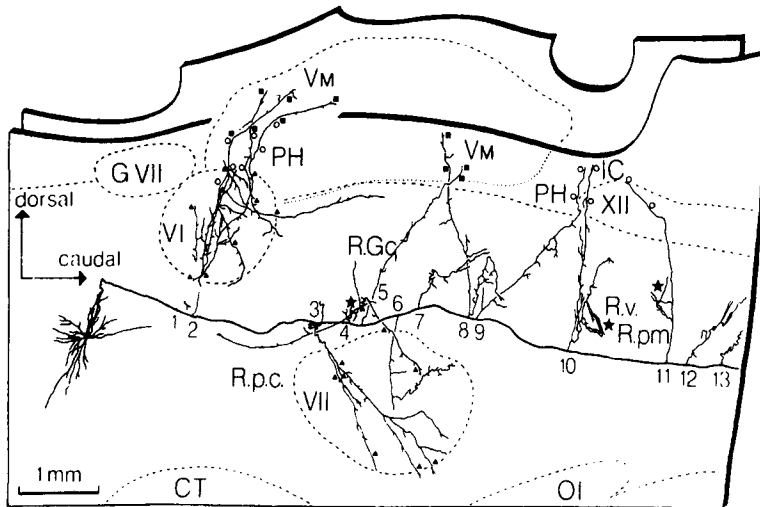 VM
VM
G VII
PH
IC
PH
XII
dorsal
VI
R.Gc
caudal
1 2 3 4 5 6 7 8 9 10 11 12 13
R.v.
R.pm
R.p.c.
VII
1mm
CT
OI